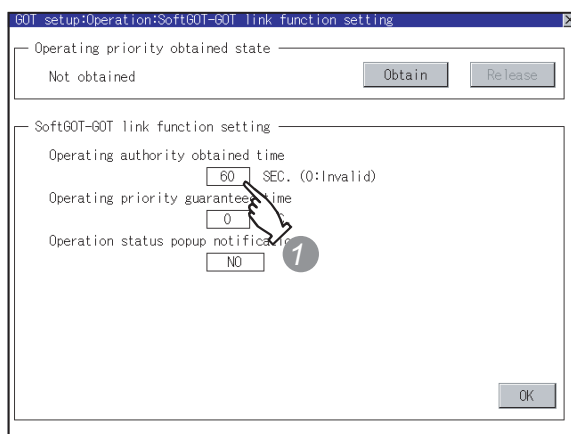 GOT setup:Operation:SoftGOT-GOT link function setting
Operating priority obtained state
Not obtained
Obtain
Release
SoftGOT-GOT link function setting
Operating authority obtained time
60 SEC. (0:Invalid)
Operating priority guarantee time
0
Operation status popup notification
NO
1
OK